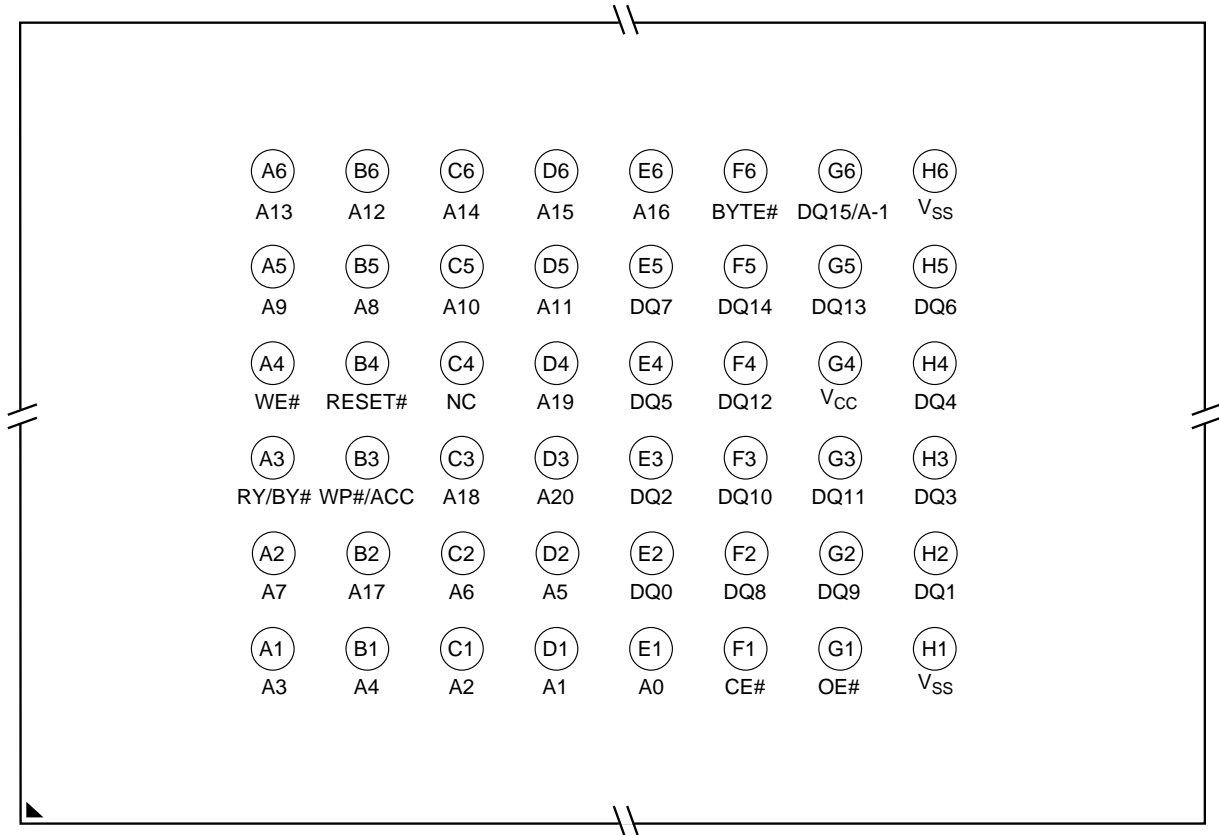 A6 B6 C6 D6 E6 F6 G6 H6
A13 A12 A14 A15 A16 BYTE# DQ15/A-1 VSS
A5 B5 C5 D5 E5 F5 G5 H5
A9 A8 A10 A11 DQ7 DQ14 DQ13 DQ6
A4 B4 C4 D4 E4 F4 G4 H4
WE# RESET# NC A19 DQ5 DQ12 VCC DQ4
A3 B3 C3 D3 E3 F3 G3 H3
RY/BY# WP#/ACC A18 A20 DQ2 DQ10 DQ11 DQ3
A2 B2 C2 D2 E2 F2 G2 H2
A7 A17 A6 A5 DQ0 DQ8 DQ9 DQ1
A1 B1 C1 D1 E1 F1 G1 H1
A3 A4 A2 A1 A0 CE# OE# VSS